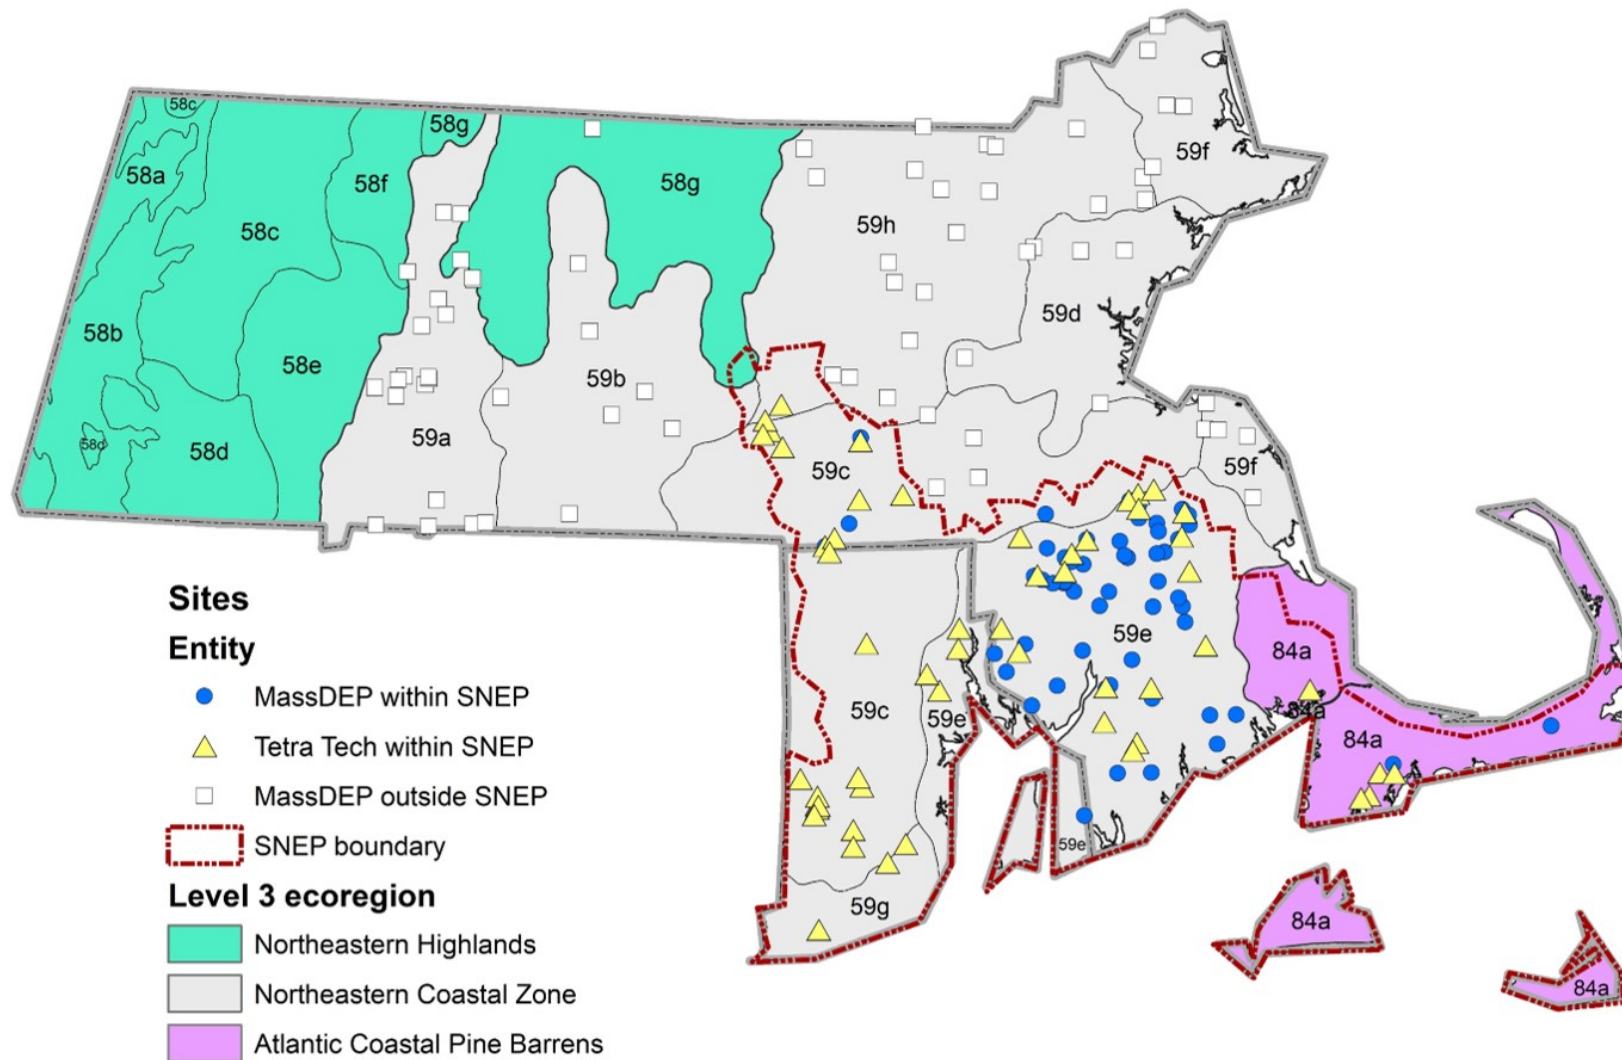 58c
58g
58a
58f
58g
59f
58c
59h
58b
59d
58e
59b
59a
58c
58d
59c
59f
59e
84a
59c
59e
84a
84a
59e
59g
84a
84a
Sites
Entity
MassDEP within SNEP
Tetra Tech within SNEP
MassDEP outside SNEP
SNEP boundary
Level 3 ecoregion
Northeastern Highlands
Northeastern Coastal Zone
Atlantic Coastal Pine Barrens